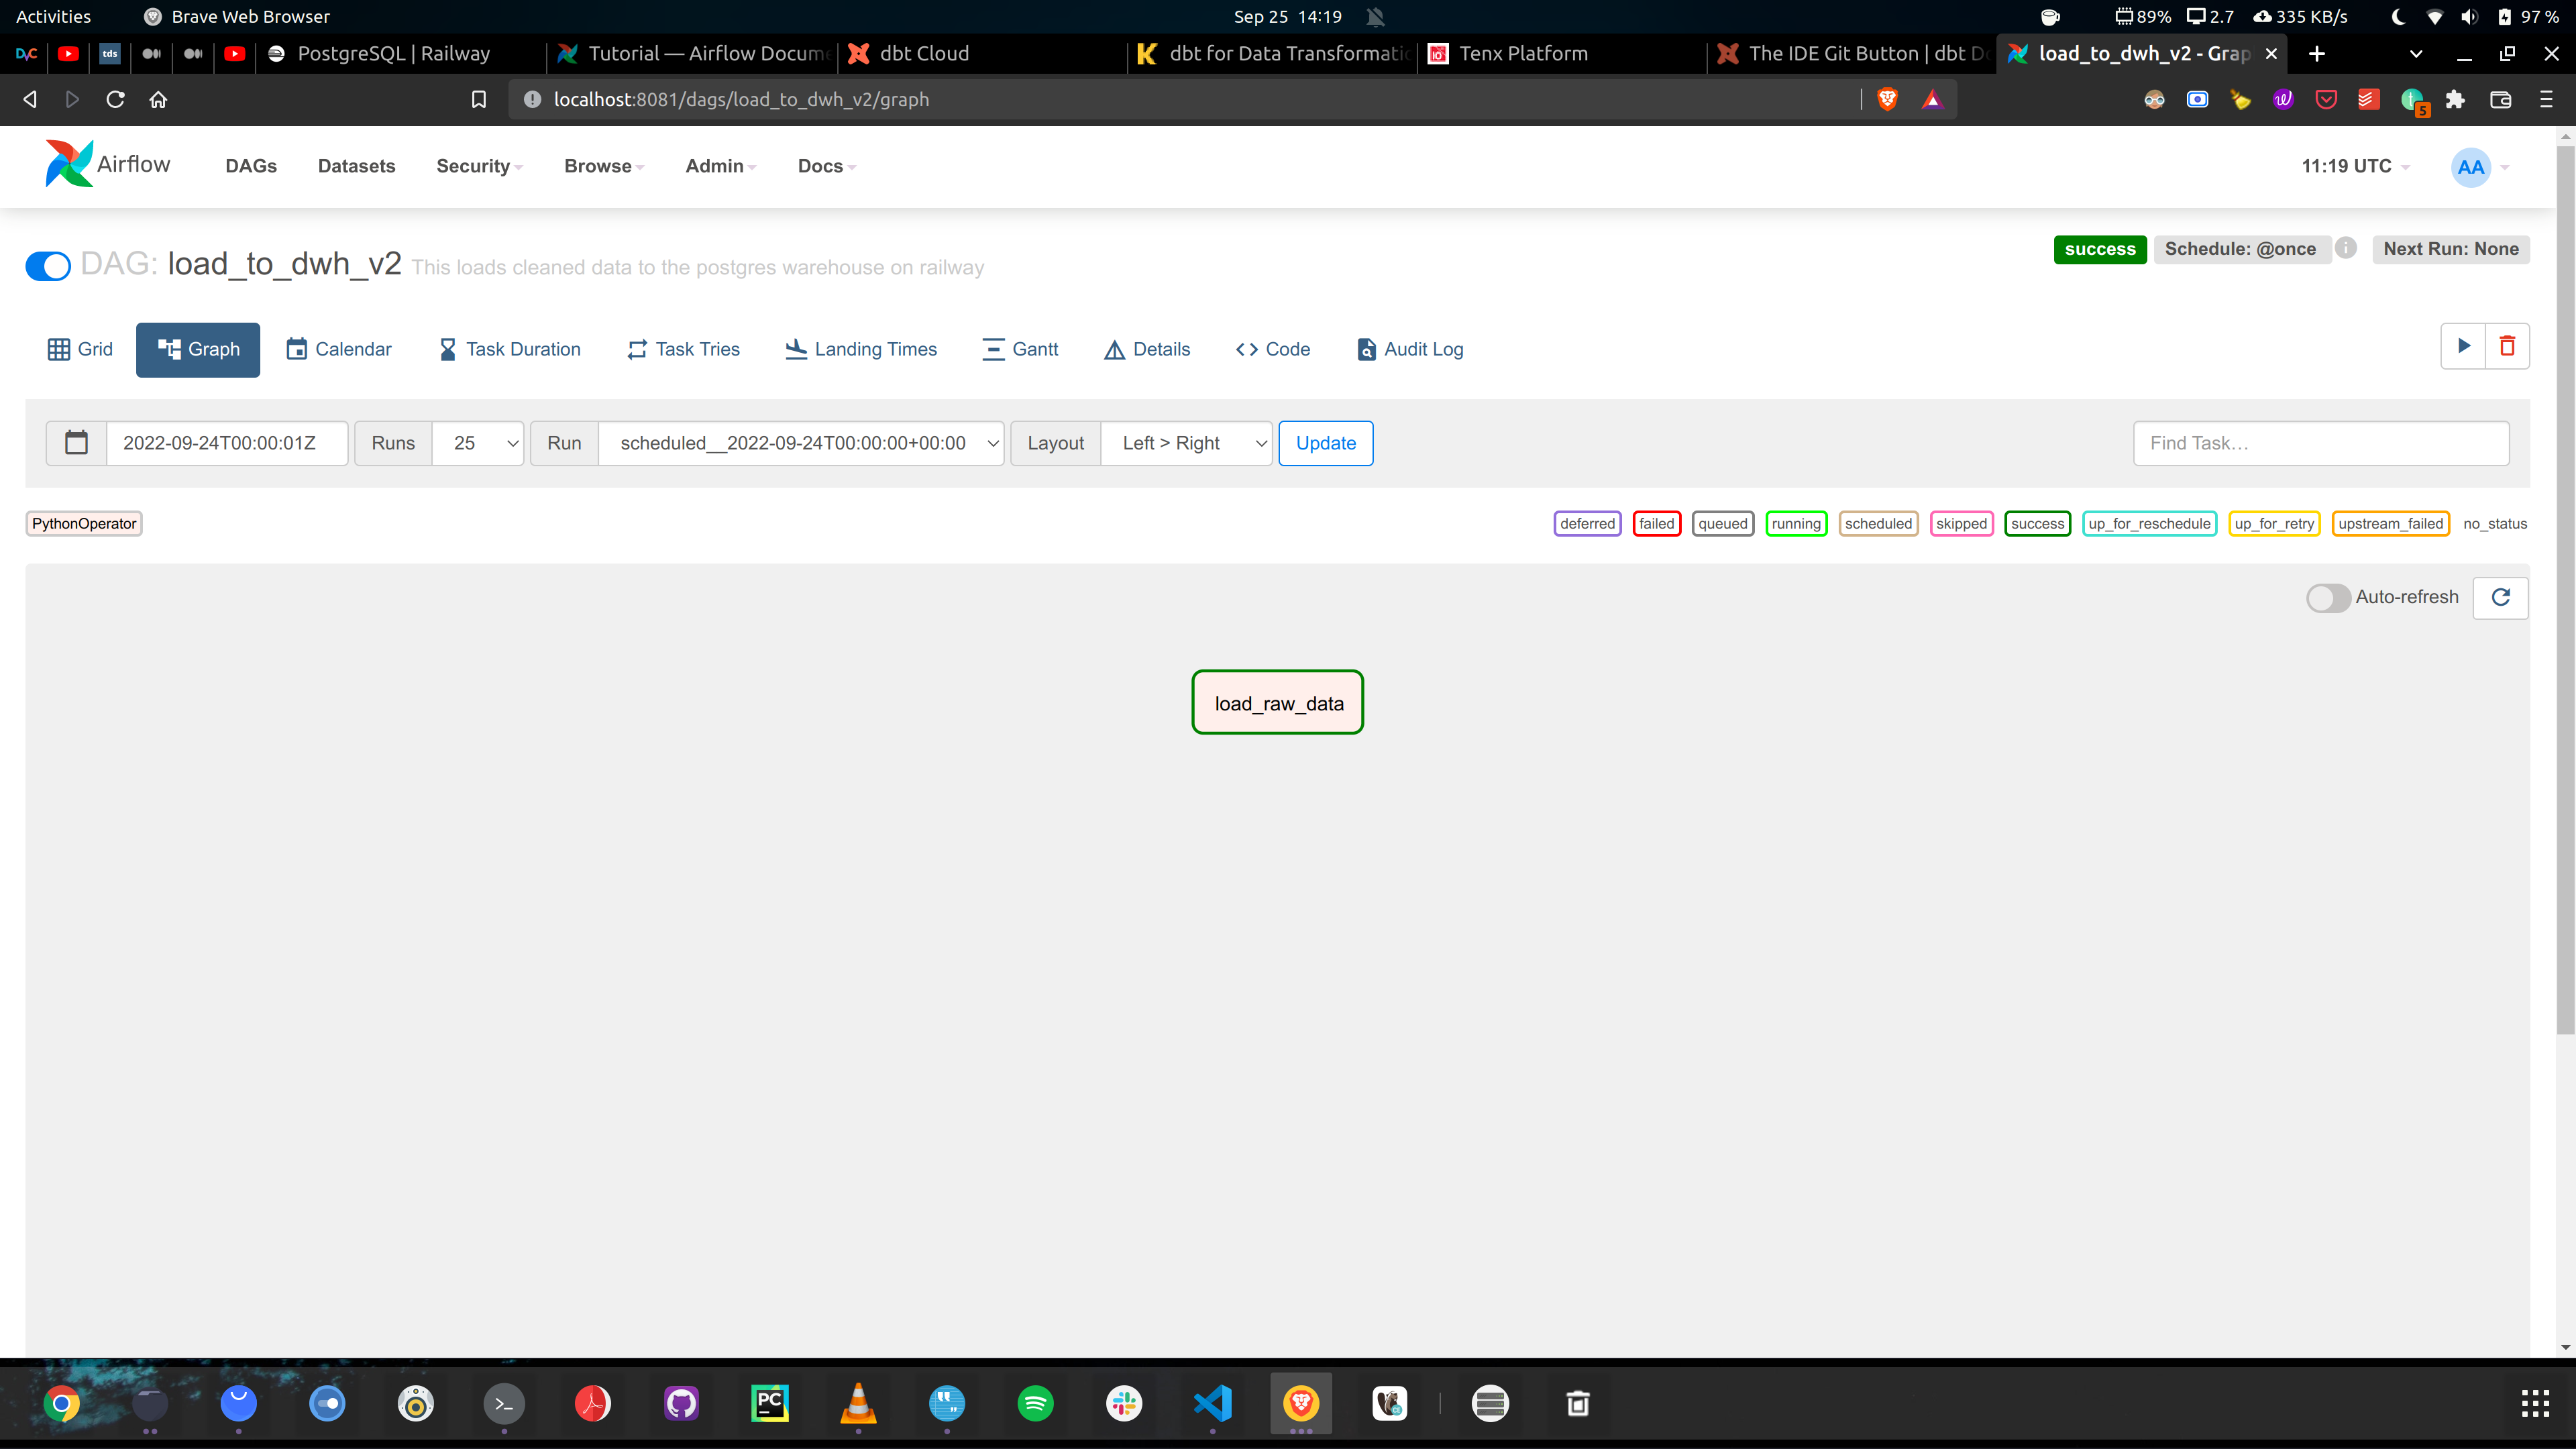 Activities Brave Web Browser Sep 25 14:19 89% 2.7 335 KB/s 97 %
DVC tds PostgreSQL | Railway Tutorial — Airflow Docume dbt Cloud dbt for Data Transformatic Tenx Platform The IDE Git Button | dbt Do load_to_dwh_v2 - Grap
localhost:8081/dags/load_to_dwh_v2/graph 5
Airflow DAGs Datasets Security Browse Admin Docs 11:19 UTC AA
DAG: load_to_dwh_v2 This loads cleaned data to the postgres warehouse on railway success Schedule: @once Next Run: None
Grid Graph Calendar Task Duration Task Tries Landing Times Gantt Details Code Audit Log
2022-09-24T00:00:01Z Runs 25 Run scheduled__2022-09-24T00:00:00+00:00 Layout Left > Right Update Find Task…
PythonOperator deferred failed queued running scheduled skipped success up_for_reschedule up_for_retry upstream_failed no_status
Auto-refresh
load_raw_data
PC